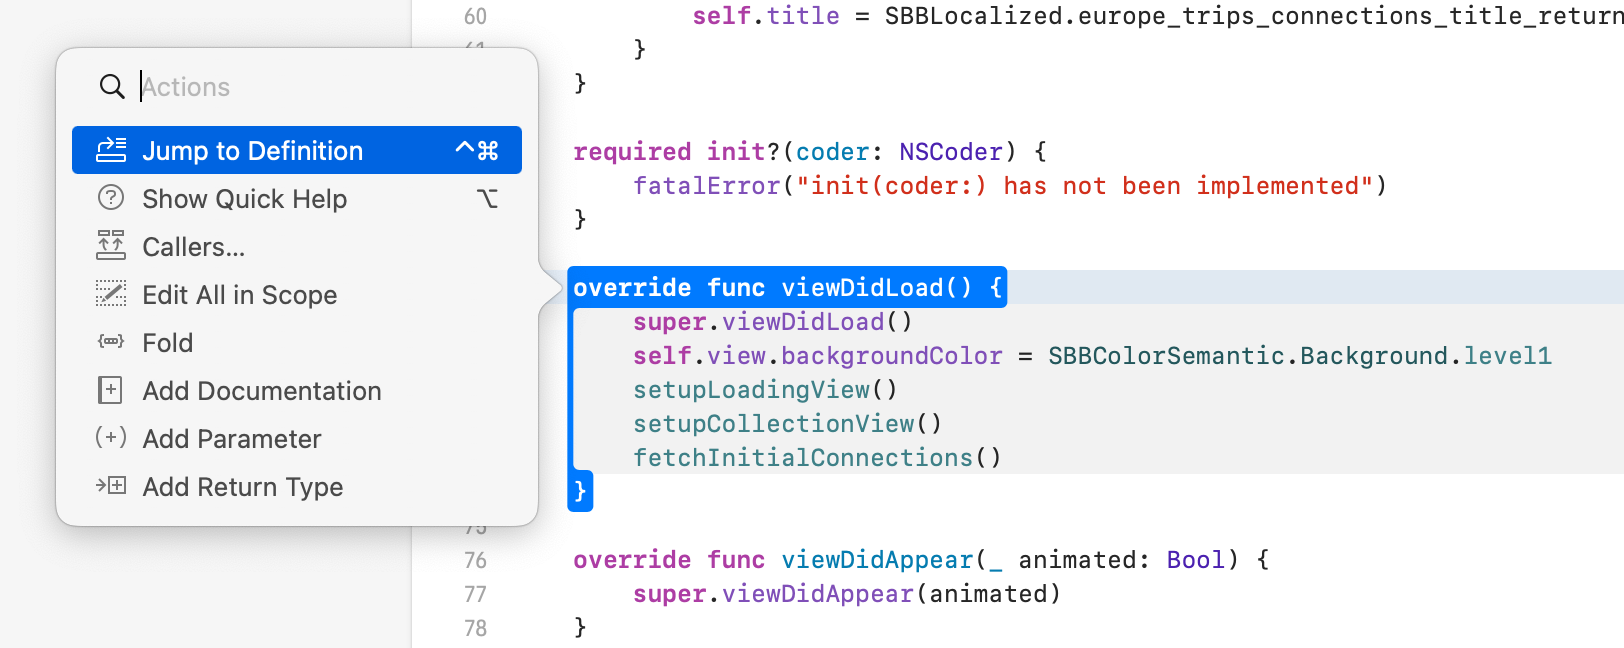 60 self.title = SBBLocalized.europe_trips_connections_title_return
61 }
}
required init?(coder: NSCoder) {
fatalError("init(coder:) has not been implemented")
}
override func viewDidLoad() {
super.viewDidLoad()
self.view.backgroundColor = SBBColorSemantic.Background.level1
setupLoadingView()
setupCollectionView()
fetchInitialConnections()
}
75
76 override func viewDidAppear(_ animated: Bool) {
77 super.viewDidAppear(animated)
78 }
Actions
Jump to Definition ^⌘
Show Quick Help ⌥
Callers...
Edit All in Scope
Fold
Add Documentation
Add Parameter
Add Return Type